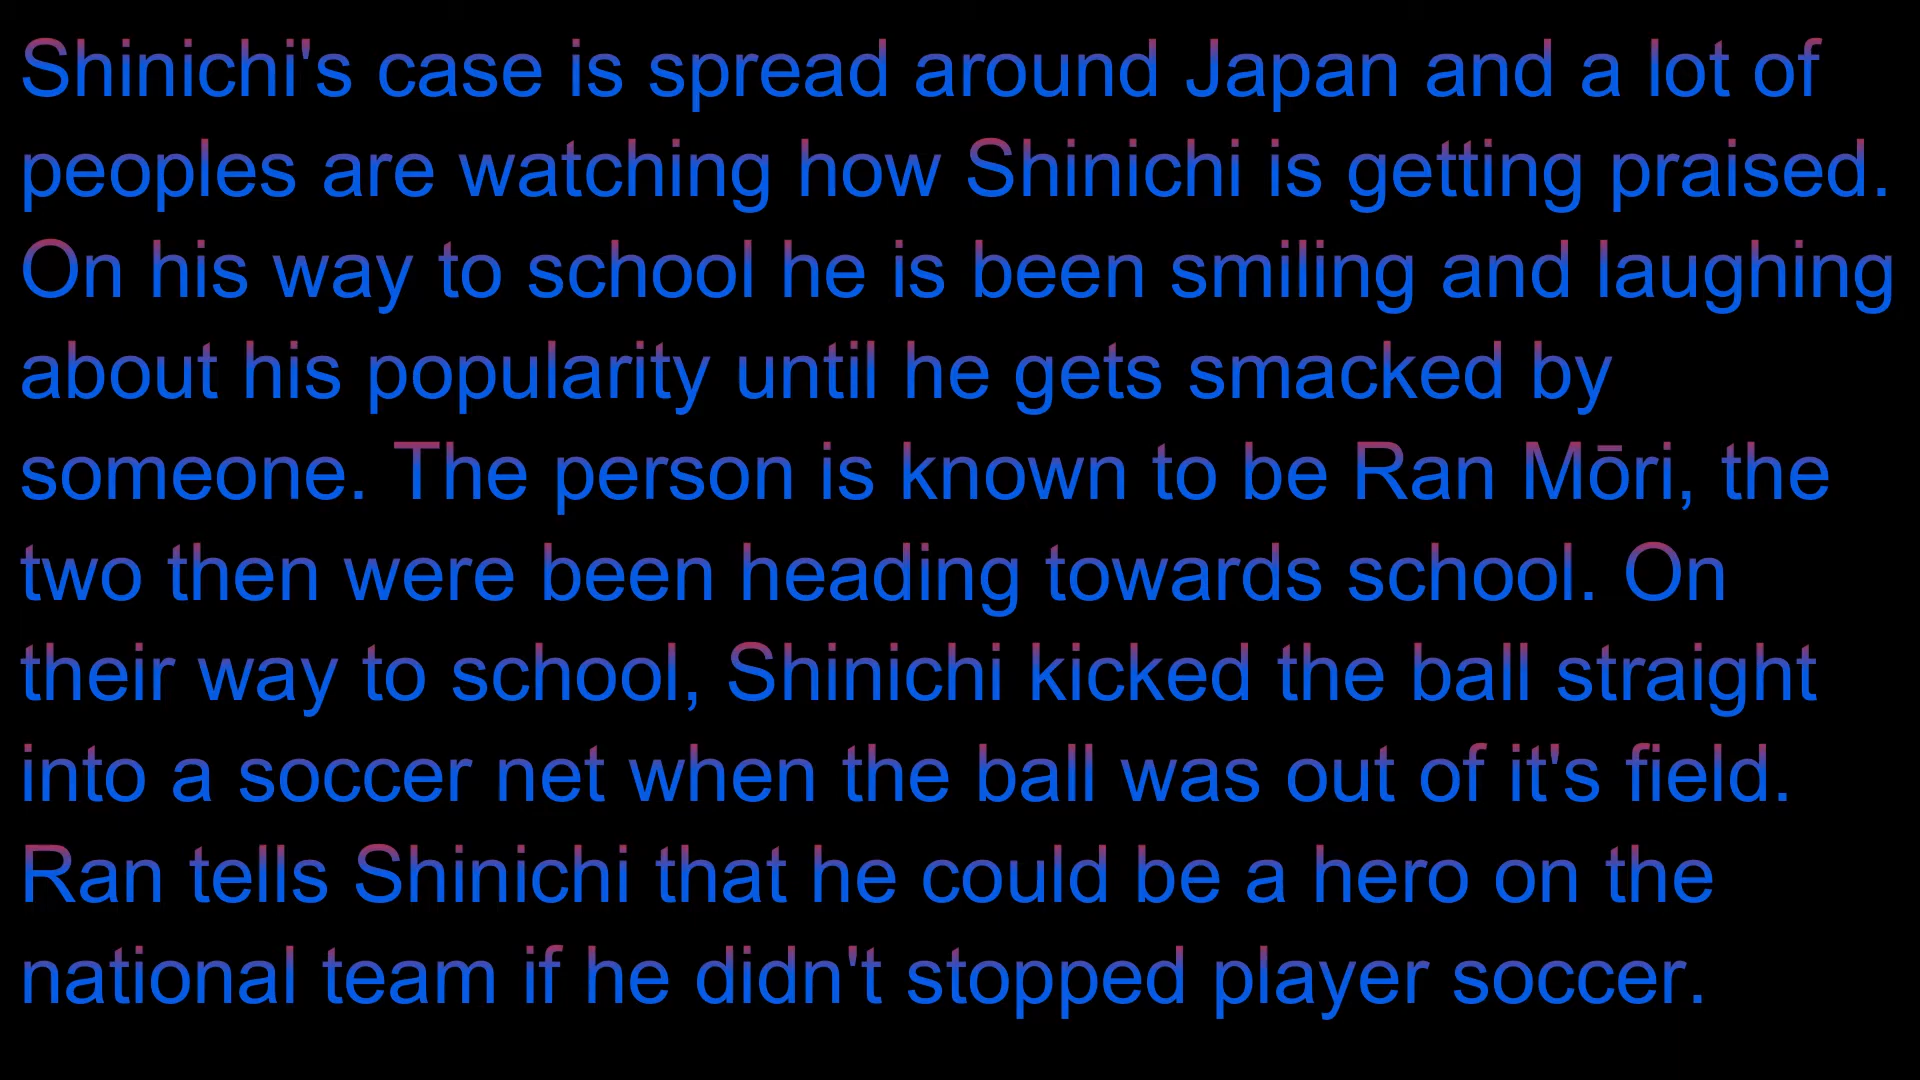 Shinichi's case is spread around Japan and a lot of
peoples are watching how Shinichi is getting praised.
On his way to school he is been smiling and laughing
about his popularity until he gets smacked by
someone. The person is known to be Ran Mōri, the
two then were been heading towards school. On
their way to school, Shinichi kicked the ball straight
into a soccer net when the ball was out of it's field.
Ran tells Shinichi that he could be a hero on the
national team if he didn't stopped player soccer.